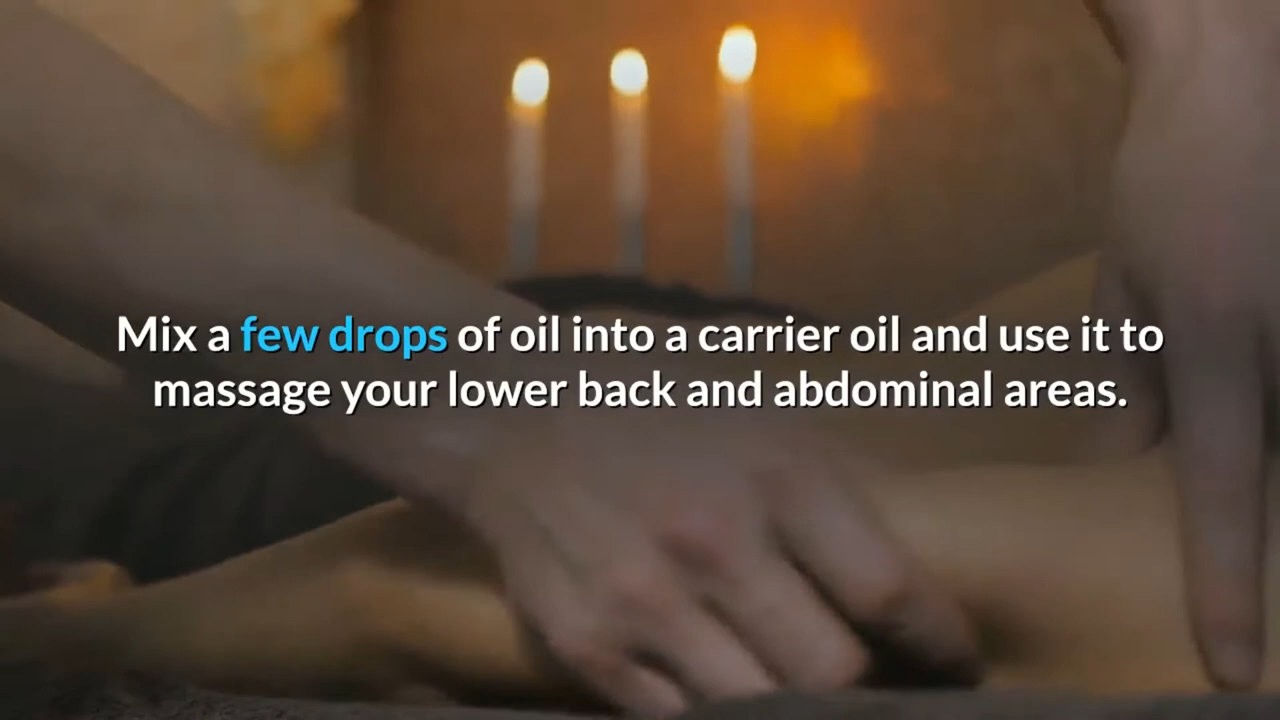 Mix a few drops of oil into a carrier oil and use it to
massage your lower back and abdominal areas.